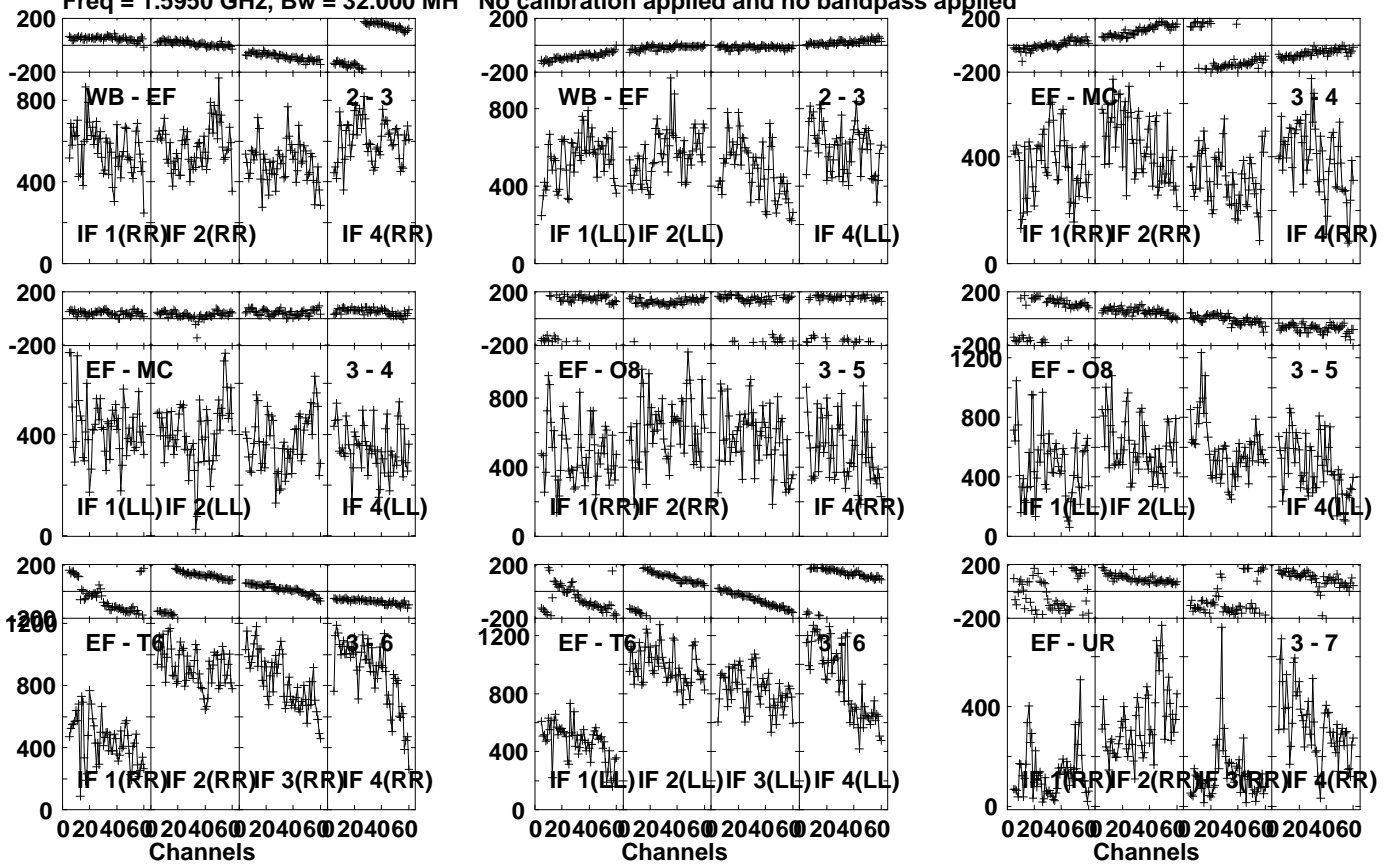 Freq = 1.5950 GHz, Bw = 32.000 MH No calibration applied and no bandpass applied
200
-200
800
400
0
WB - EF 2 - 3
IF 1(RR) IF 2(RR) IF 4(RR)
200
-200
800
400
0
WB - EF 2 - 3
IF 1(LL) IF 2(LL) IF 4(LL)
200
-200
400
0
EF - MC 3 - 4
IF 1(RR) IF 2(RR) IF 4(RR)
200
-200
400
0
EF - MC 3 - 4
IF 1(LL) IF 2(LL) IF 4(LL)
200
-200
800
400
0
EF - O8 3 - 5
IF 1(RR) IF 2(RR) IF 4(RR)
200
-200
1200
800
400
0
EF - O8 3 - 5
IF 1(LL) IF 2(LL) IF 4(LL)
200
-200
1200
800
400
0
EF - T6 3 - 6
IF 1(RR) IF 2(RR) IF 3(RR) IF 4(RR)
0 20 40 60 0 20 40 60 0 20 40 60 0 20 40 60
Channels
200
-200
1200
800
400
0
EF - T6 3 - 6
IF 1(LL) IF 2(LL) IF 3(LL) IF 4(LL)
0 20 40 60 0 20 40 60 0 20 40 60 0 20 40 60
Channels
200
-200
400
0
EF - UR 3 - 7
IF 1(RR) IF 2(RR) IF 3(RR) IF 4(RR)
0 20 40 60 0 20 40 60 0 20 40 60 0 20 40 60
Channels